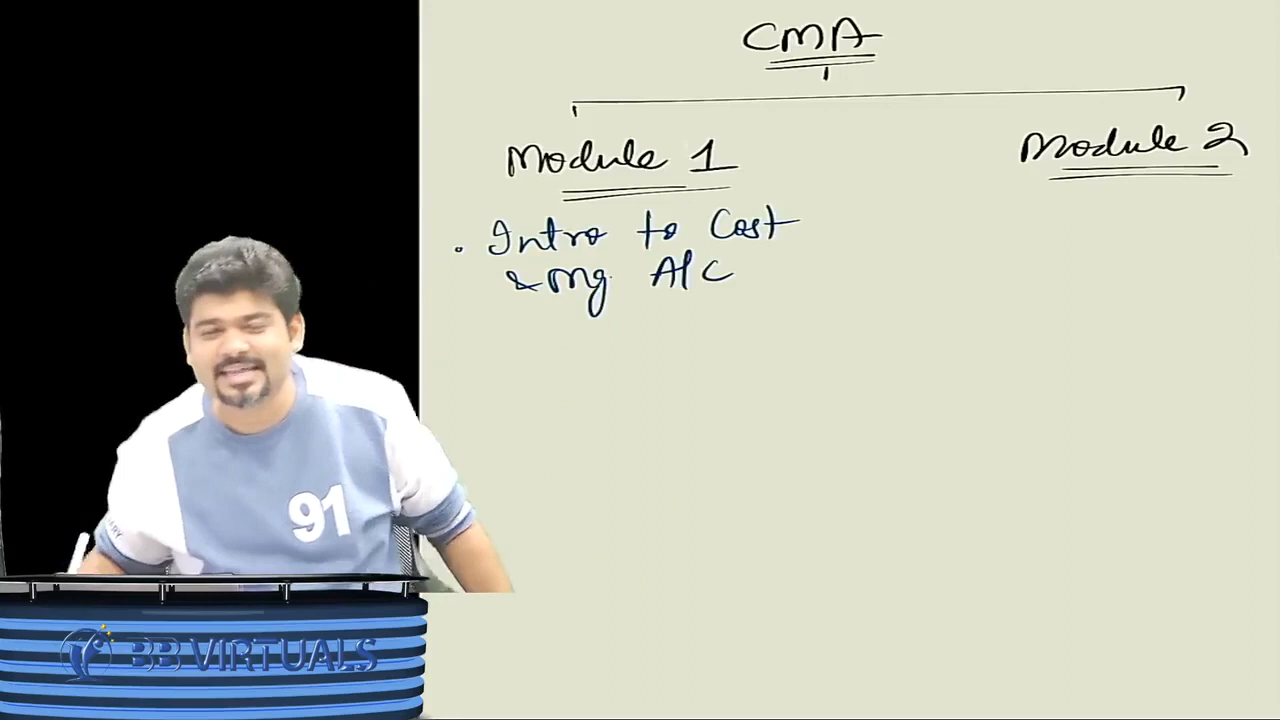 CMA
Module 1
Module 2
• Intro to Cost
& Mg A/C
91
BB VIRTUALS